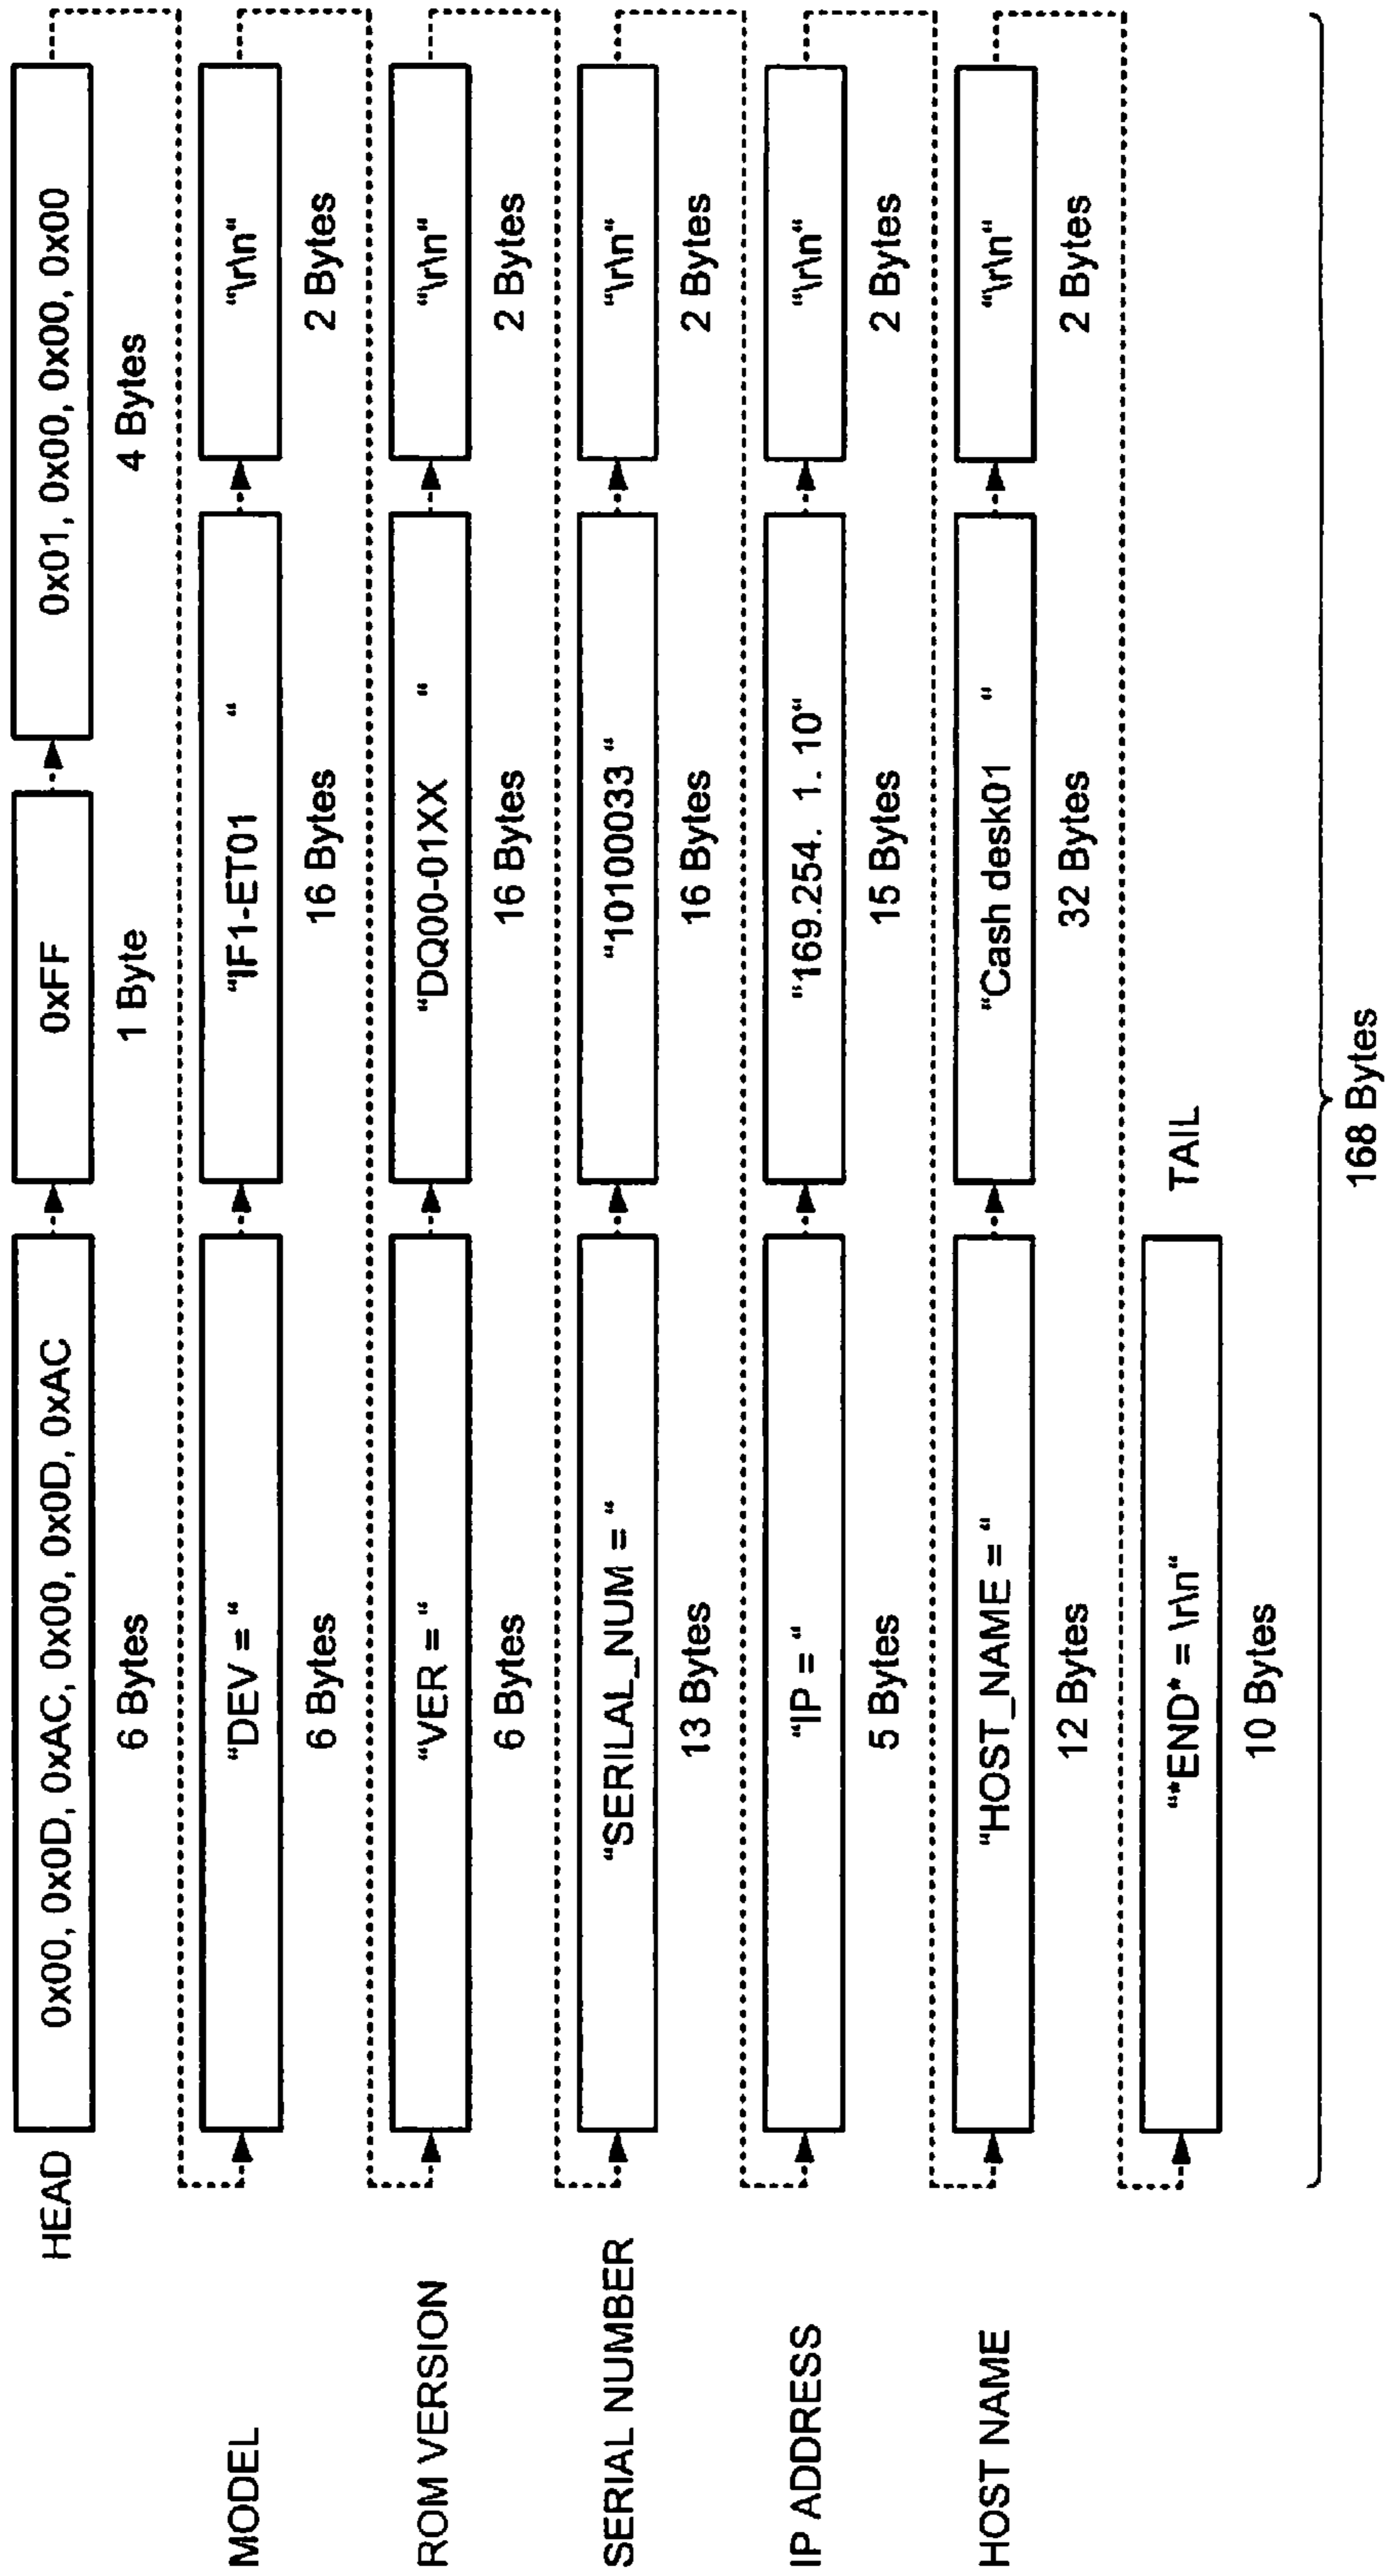 HEAD
0x00, 0x0D, 0xAC, 0x00, 0x0D, 0xAC
0xFF
0x01, 0x00, 0x00, 0x00
6 Bytes
1 Byte
4 Bytes
MODEL
“DEV = “
“IF1-ET01 “
“\r\n“
6 Bytes
16 Bytes
2 Bytes
ROM VERSION
“VER = “
“DQ00-01XX “
“\r\n“
6 Bytes
16 Bytes
2 Bytes
SERIAL NUMBER
“SERILAL_NUM = “
“10100033 “
“\r\n“
13 Bytes
16 Bytes
2 Bytes
IP ADDRESS
“IP = “
“169.254. 1. 10“
“\r\n“
5 Bytes
15 Bytes
2 Bytes
HOST NAME
“HOST_NAME = “
“Cash desk01 “
“\r\n“
12 Bytes
32 Bytes
2 Bytes
“*END* = \r\n“
TAIL
10 Bytes
168 Bytes